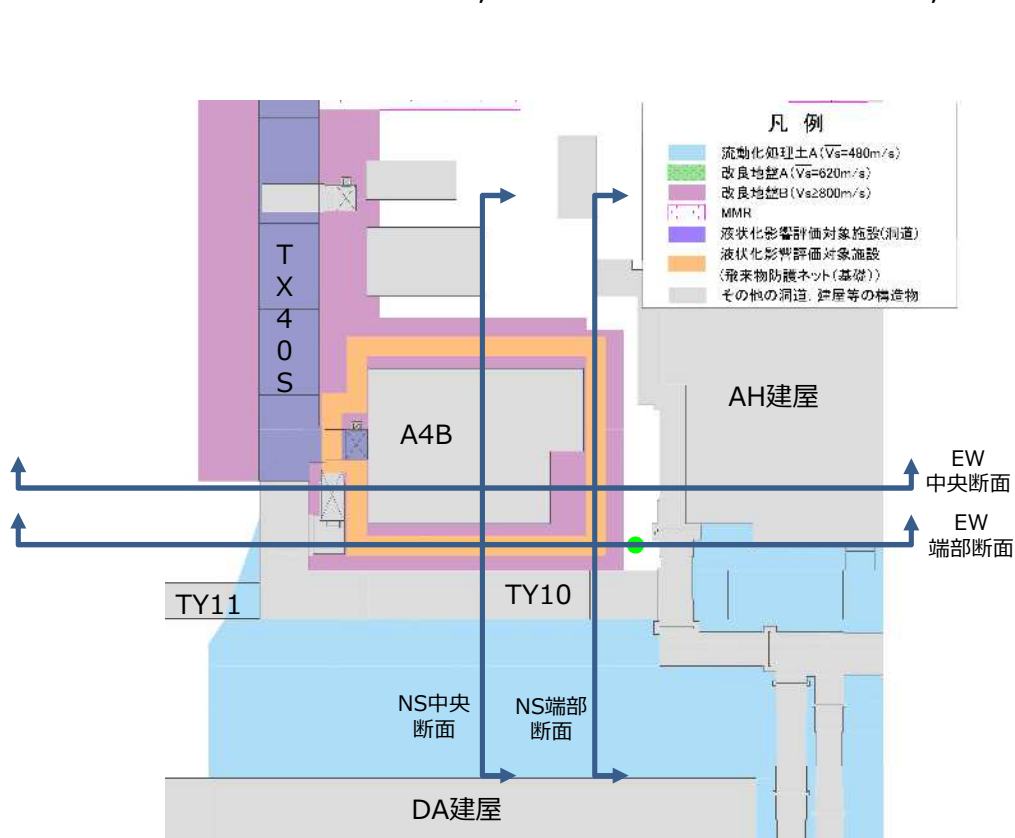 凡 例
流動化処理土A(Vs=480m/s)
改良地盤A(Vs=620m/s)
改良地盤B(Vs≥800m/s)
MMR
液状化影響評価対象施設(洞道)
液状化影響評価対象施設
(飛来物防護ネット(基礎))
その他の洞道、建屋等の構造物
TX40S
A4B
AH建屋
EW
中央断面
EW
端部断面
TY11
TY10
NS中央
断面
NS端部
断面
DA建屋